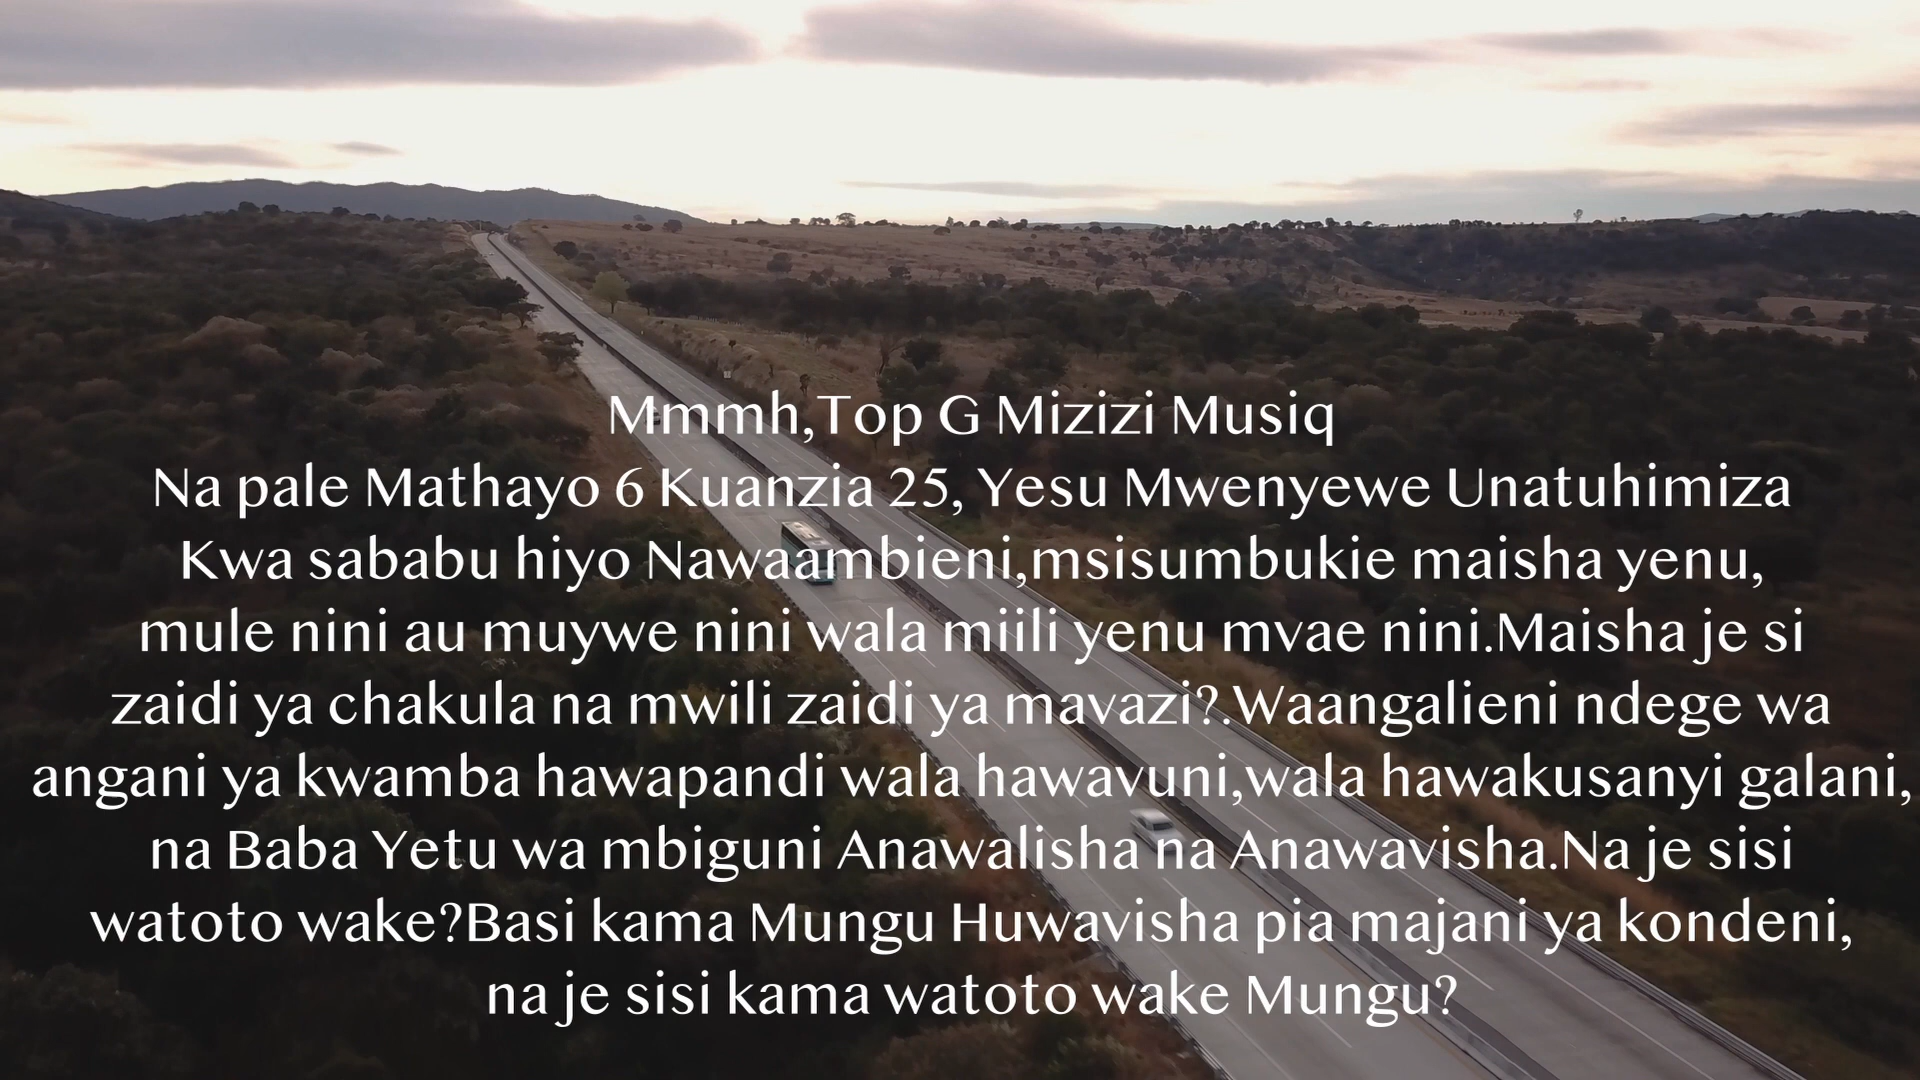 Mmmh,Top G Mizizi Musiq
Na pale Mathayo 6 Kuanzia 25, Yesu Mwenyewe Unatuhimiza
Kwa sababu hiyo Nawaambieni,msisumbukie maisha yenu,
mule nini au muywe nini wala miili yenu mvae nini.Maisha je si
zaidi ya chakula na mwili zaidi ya mavazi?.Waangalieni ndege wa
angani ya kwamba hawapandi wala hawavuni,wala hawakusanyi galani,
na Baba Yetu wa mbiguni Anawalisha na Anawavisha.Na je sisi
watoto wake?Basi kama Mungu Huwavisha pia majani ya kondeni,
na je sisi kama watoto wake Mungu?